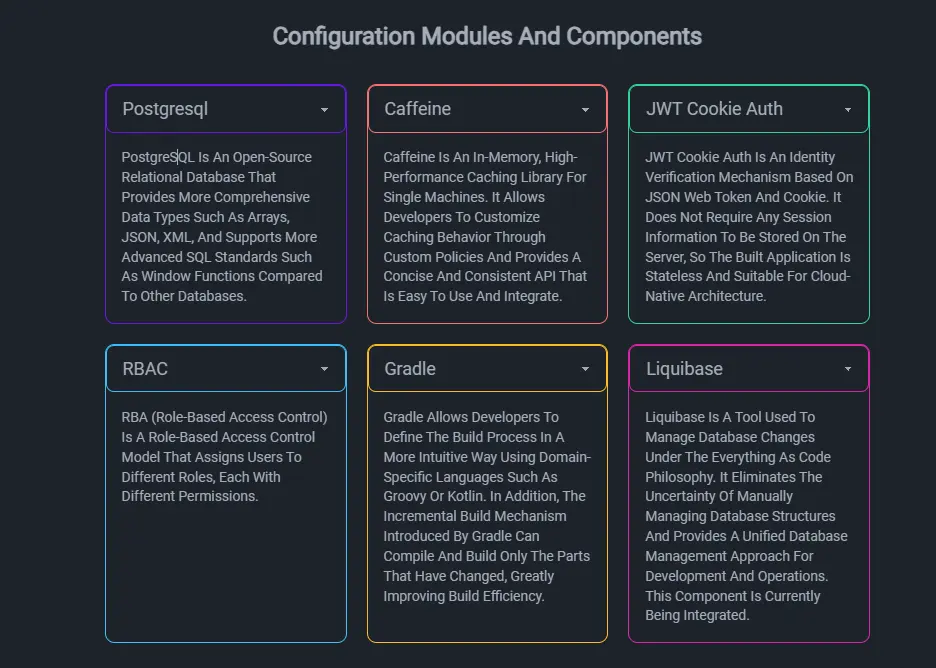 Configuration Modules And Components
Postgresql
PostgreSQL Is An Open-Source
Relational Database That
Provides More Comprehensive
Data Types Such As Arrays,
JSON, XML, And Supports More
Advanced SQL Standards Such
As Window Functions Compared
To Other Databases.
Caffeine
Caffeine Is An In-Memory, High-
Performance Caching Library For
Single Machines. It Allows
Developers To Customize
Caching Behavior Through
Custom Policies And Provides A
Concise And Consistent API That
Is Easy To Use And Integrate.
JWT Cookie Auth
JWT Cookie Auth Is An Identity
Verification Mechanism Based On
JSON Web Token And Cookie. It
Does Not Require Any Session
Information To Be Stored On The
Server, So The Built Application Is
Stateless And Suitable For Cloud-
Native Architecture.
RBAC
RBA (Role-Based Access Control)
Is A Role-Based Access Control
Model That Assigns Users To
Different Roles, Each With
Different Permissions.
Gradle
Gradle Allows Developers To
Define The Build Process In A
More Intuitive Way Using Domain-
Specific Languages Such As
Groovy Or Kotlin. In Addition, The
Incremental Build Mechanism
Introduced By Gradle Can
Compile And Build Only The Parts
That Have Changed, Greatly
Improving Build Efficiency.
Liquibase
Liquibase Is A Tool Used To
Manage Database Changes
Under The Everything As Code
Philosophy. It Eliminates The
Uncertainty Of Manually
Managing Database Structures
And Provides A Unified Database
Management Approach For
Development And Operations.
This Component Is Currently
Being Integrated.